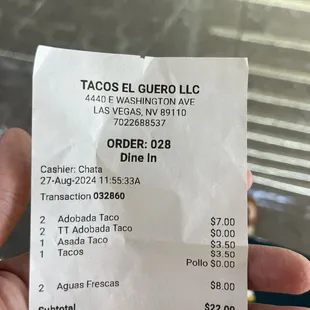 TACOS EL GUERO LLC
4440 E WASHINGTON AVE
LAS VEGAS, NV 89110
7022688537
ORDER: 028
Dine In
Cashier: Chata
27-Aug-2024 11:55:33A
Transaction 032860
2 Adobada Taco $7.00
2 TT Adobada Taco $0.00
1 Asada Taco $3.50
1 Tacos $3.50
Pollo $0.00
2 Aguas Frescas $8.00
Subtotal $22.00